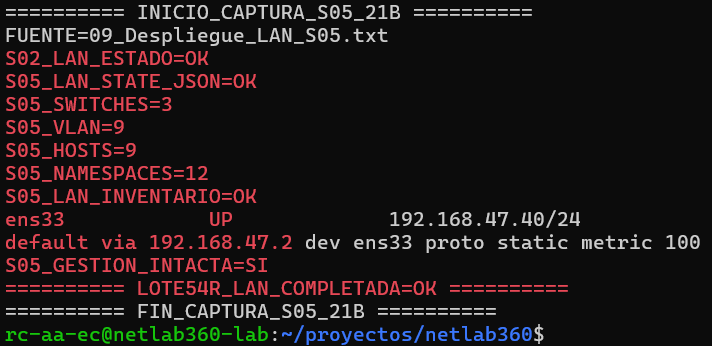 ========== INICIO_CAPTURA_S05_21B ==========
FUENTE=09_Despliegue_LAN_S05.txt
S02_LAN_ESTADO=OK
S05_LAN_STATE_JSON=OK
S05_SWITCHES=3
S05_VLAN=9
S05_HOSTS=9
S05_NAMESPACES=12
S05_LAN_INVENTARIO=OK
ens33            UP             192.168.47.40/24
default via 192.168.47.2 dev ens33 proto static metric 100
S05_GESTION_INTACTA=SI
========== LOTE54R_LAN_COMPLETADA=OK ==========
========== FIN_CAPTURA_S05_21B ==========
rc-aa-ec@netlab360-lab:~/proyectos/netlab360$